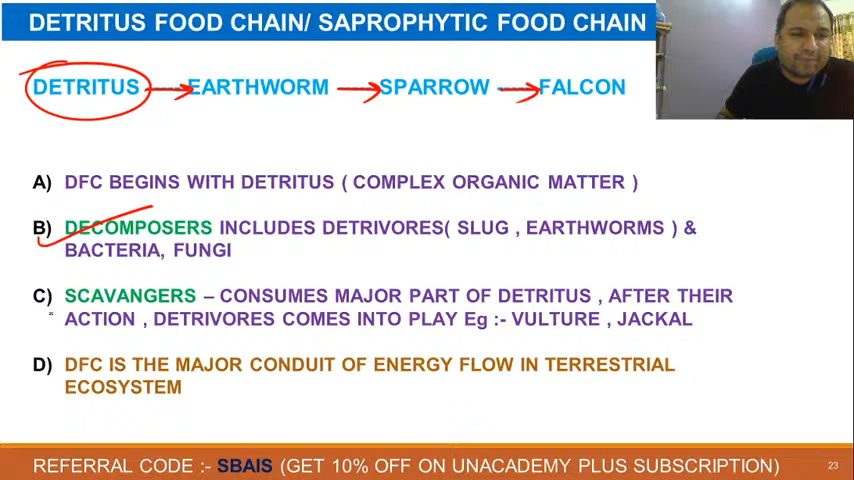 DETRITUS FOOD CHAIN/ SAPROPHYTIC FOOD CHAIN
DETRITUS ----- EARTHWORM ---- SPARROW ----- FALCON
A) DFC BEGINS WITH DETRITUS ( COMPLEX ORGANIC MATTER )
B) DECOMPOSERS INCLUDES DETRIVORES( SLUG , EARTHWORMS ) &
BACTERIA, FUNGI
C) SCAVANGERS – CONSUMES MAJOR PART OF DETRITUS , AFTER THEIR
ACTION , DETRIVORES COMES INTO PLAY Eg :- VULTURE , JACKAL
D) DFC IS THE MAJOR CONDUIT OF ENERGY FLOW IN TERRESTRIAL
ECOSYSTEM
REFERRAL CODE :- SBAIS (GET 10% OFF ON UNACADEMY PLUS SUBSCRIPTION)
23